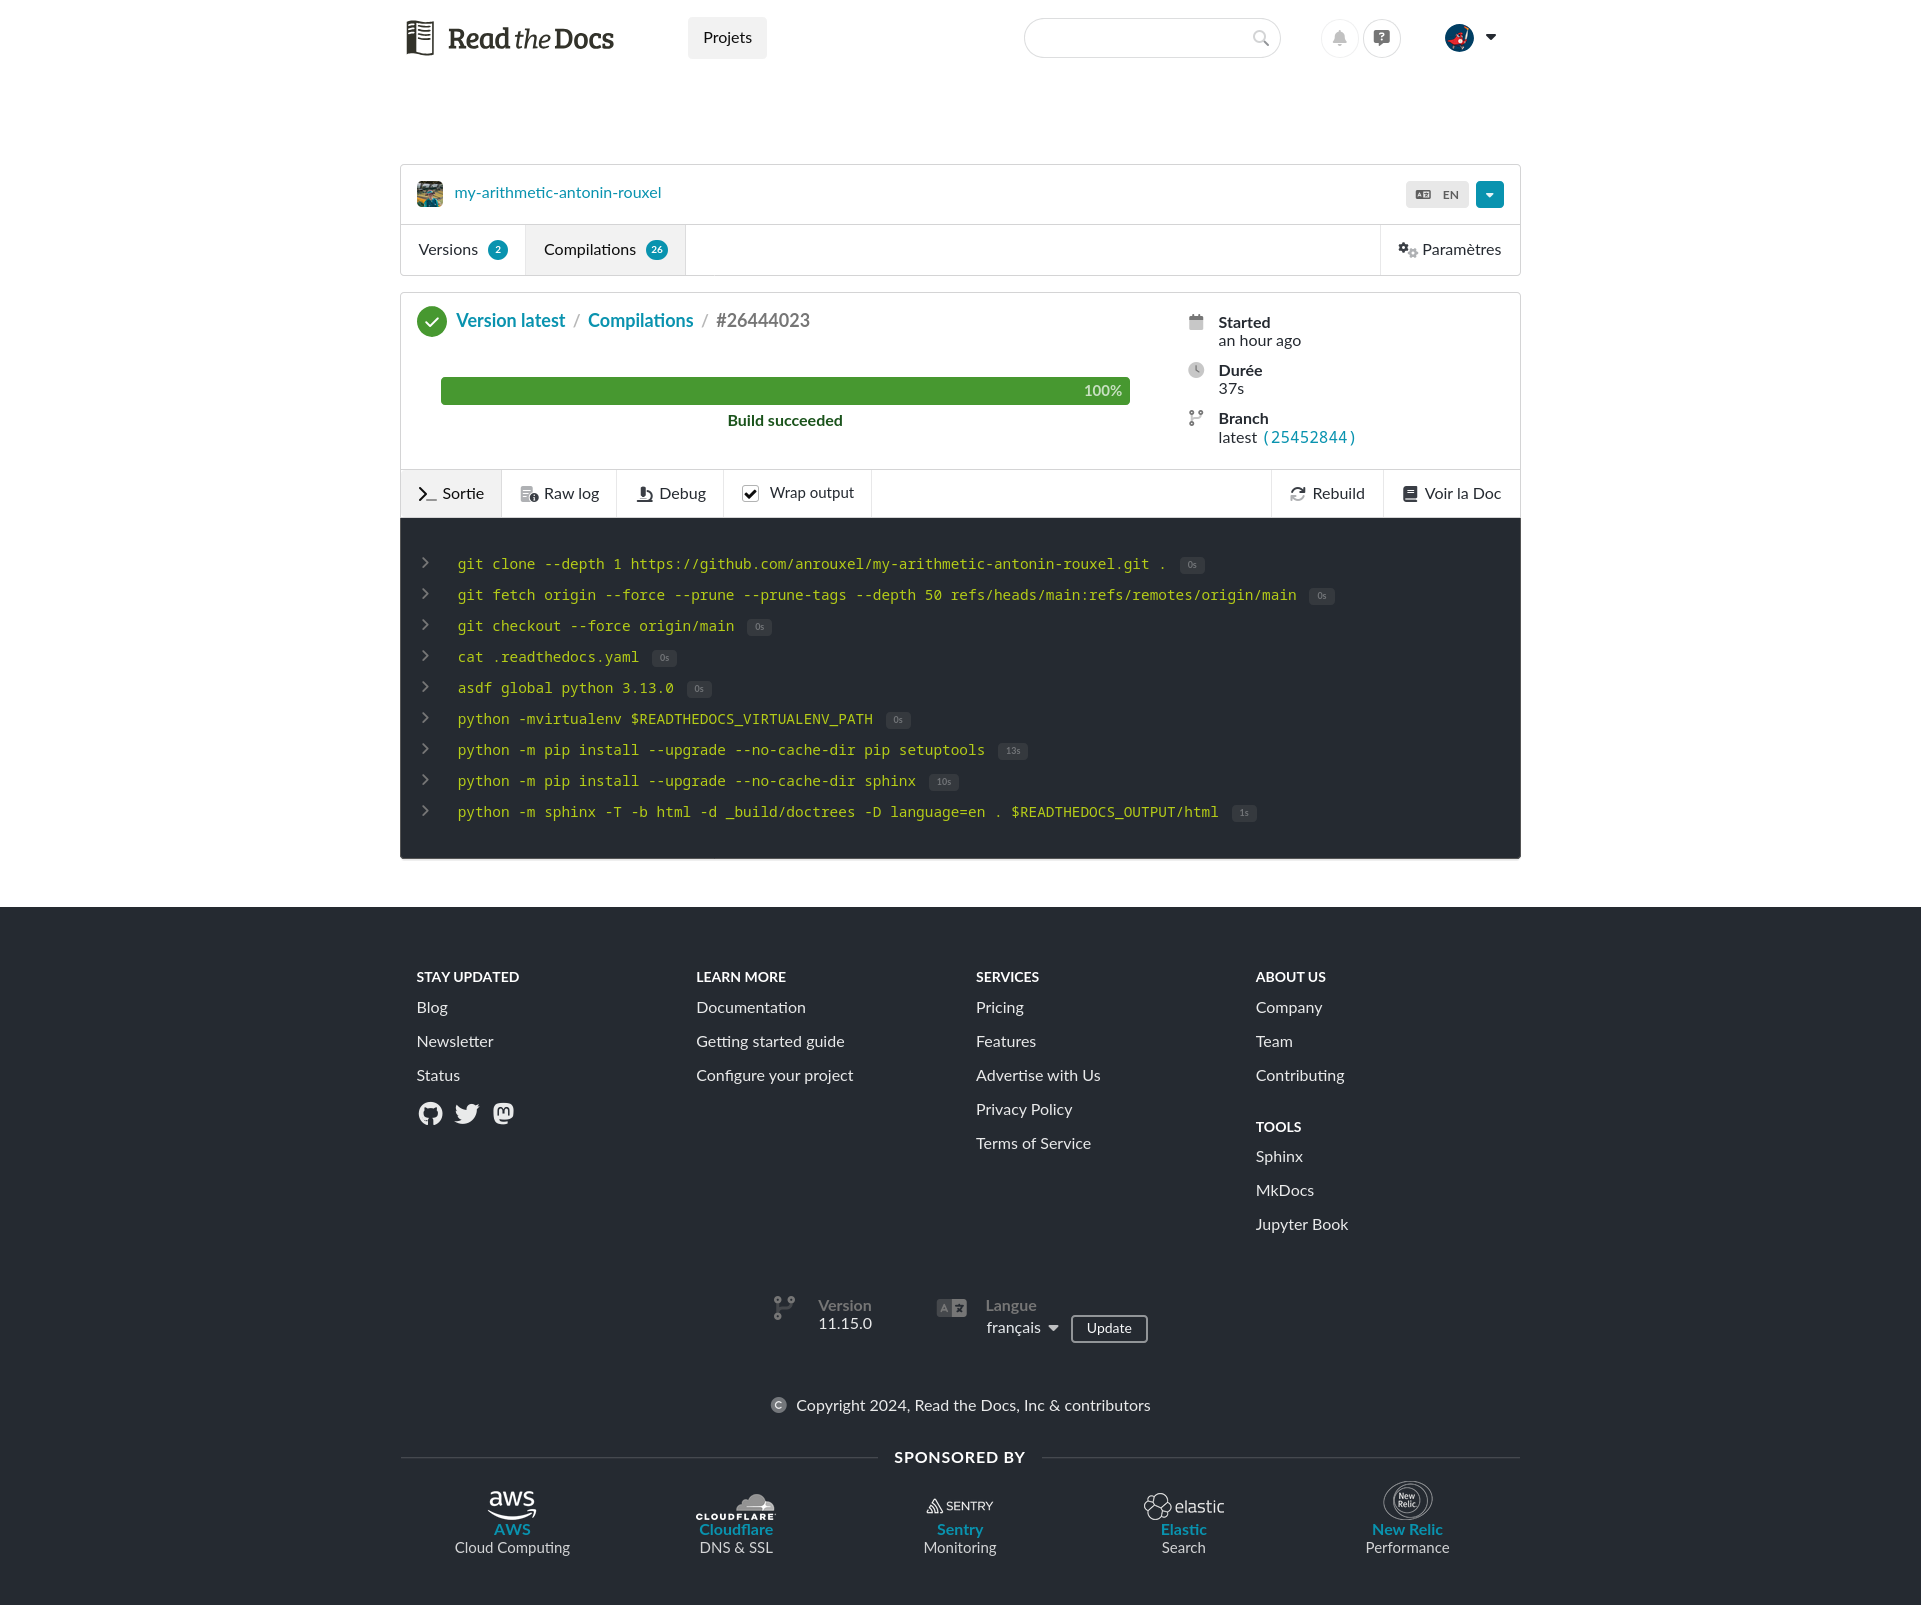 Read the Docs
Projets
my-arithmetic-antonin-rouxel
EN
Versions 2
Compilations 26
Paramètres
Version latest / Compilations / #26444023
100%
Build succeeded
Started
an hour ago
Durée
37s
Branch
latest (25452844)
Sortie
Raw log
Debug
Wrap output
Rebuild
Voir la Doc
git clone --depth 1 https://github.com/anrouxel/my-arithmetic-antonin-rouxel.git . 0s
git fetch origin --force --prune --prune-tags --depth 50 refs/heads/main:refs/remotes/origin/main 0s
git checkout --force origin/main 0s
cat .readthedocs.yaml 0s
asdf global python 3.13.0 0s
python -mvirtualenv $READTHEDOCS_VIRTUALENV_PATH 0s
python -m pip install --upgrade --no-cache-dir pip setuptools 13s
python -m pip install --upgrade --no-cache-dir sphinx 10s
python -m sphinx -T -b html -d _build/doctrees -D language=en . $READTHEDOCS_OUTPUT/html 1s
STAY UPDATED
Blog
Newsletter
Status
LEARN MORE
Documentation
Getting started guide
Configure your project
SERVICES
Pricing
Features
Advertise with Us
Privacy Policy
Terms of Service
ABOUT US
Company
Team
Contributing
TOOLS
Sphinx
MkDocs
Jupyter Book
Version
11.15.0
Langue
français
Update
Copyright 2024, Read the Docs, Inc & contributors
SPONSORED BY
aws
AWS
Cloud Computing
CLOUDFLARE
Cloudflare
DNS & SSL
SENTRY
Sentry
Monitoring
elastic
Elastic
Search
New Relic
New Relic
Performance